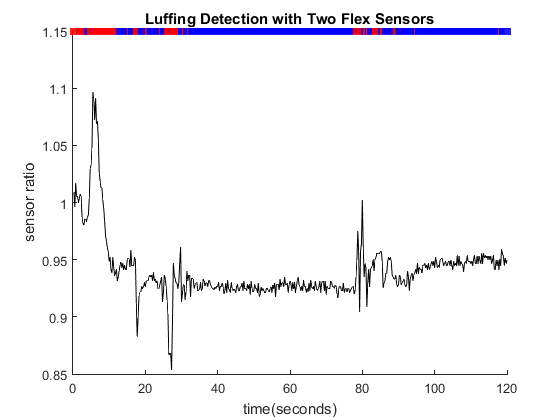 Luffing Detection with Two Flex Sensors
1.15
1.1
1.05
1
0.95
0.9
0.85
sensor ratio
0 20 40 60 80 100 120
time(seconds)